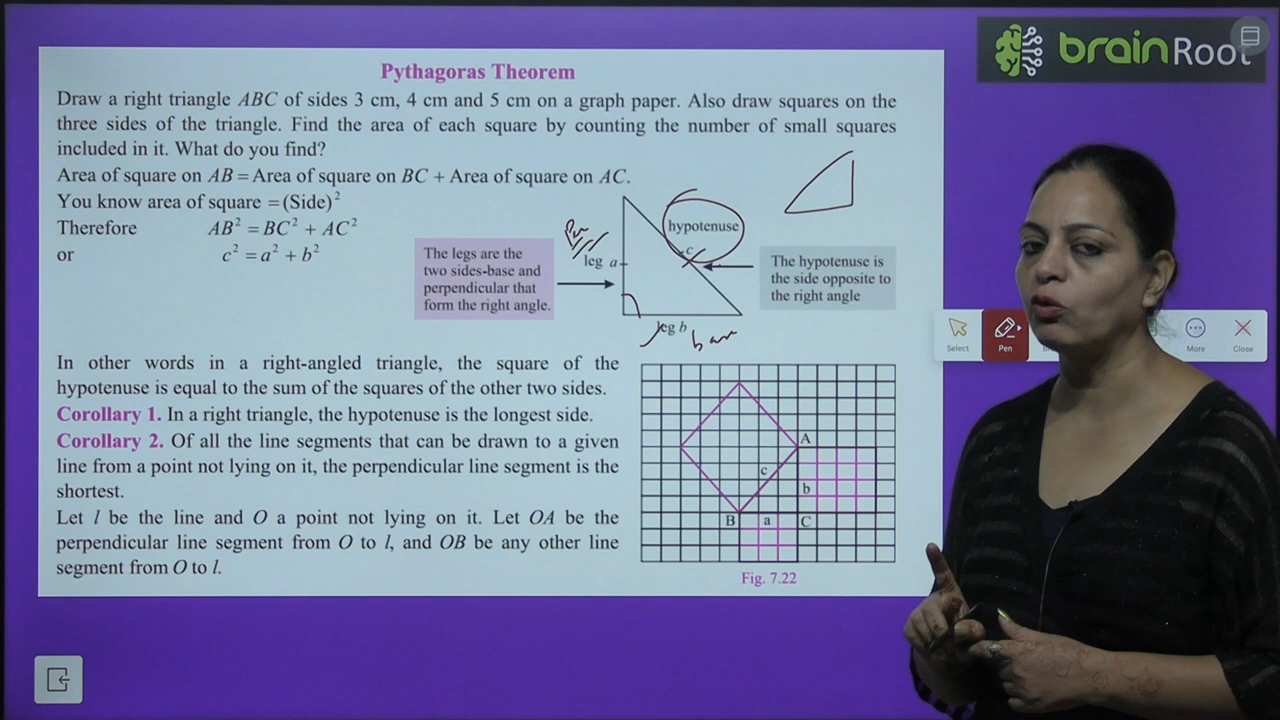 brainRoot
Pythagoras Theorem
Draw a right triangle ABC of sides 3 cm, 4 cm and 5 cm on a graph paper. Also draw squares on the
three sides of the triangle. Find the area of each square by counting the number of small squares
included in it. What do you find?
Area of square on AB = Area of square on BC + Area of square on AC.
You know area of square = (Side)²
Therefore AB² = BC² + AC²
or c² = a² + b²
The legs are the
two sides-base and
perpendicular that
form the right angle.
Per
leg a
hypotenuse
c
leg b
base
The hypotenuse is
the side opposite to
the right angle
Select
Pen
More
Close
In other words in a right-angled triangle, the square of the
hypotenuse is equal to the sum of the squares of the other two sides.
Corollary 1. In a right triangle, the hypotenuse is the longest side.
Corollary 2. Of all the line segments that can be drawn to a given
line from a point not lying on it, the perpendicular line segment is the
shortest.
Let l be the line and O a point not lying on it. Let OA be the
perpendicular line segment from O to l, and OB be any other line
segment from O to l.
A
c
b
B a C
Fig. 7.22